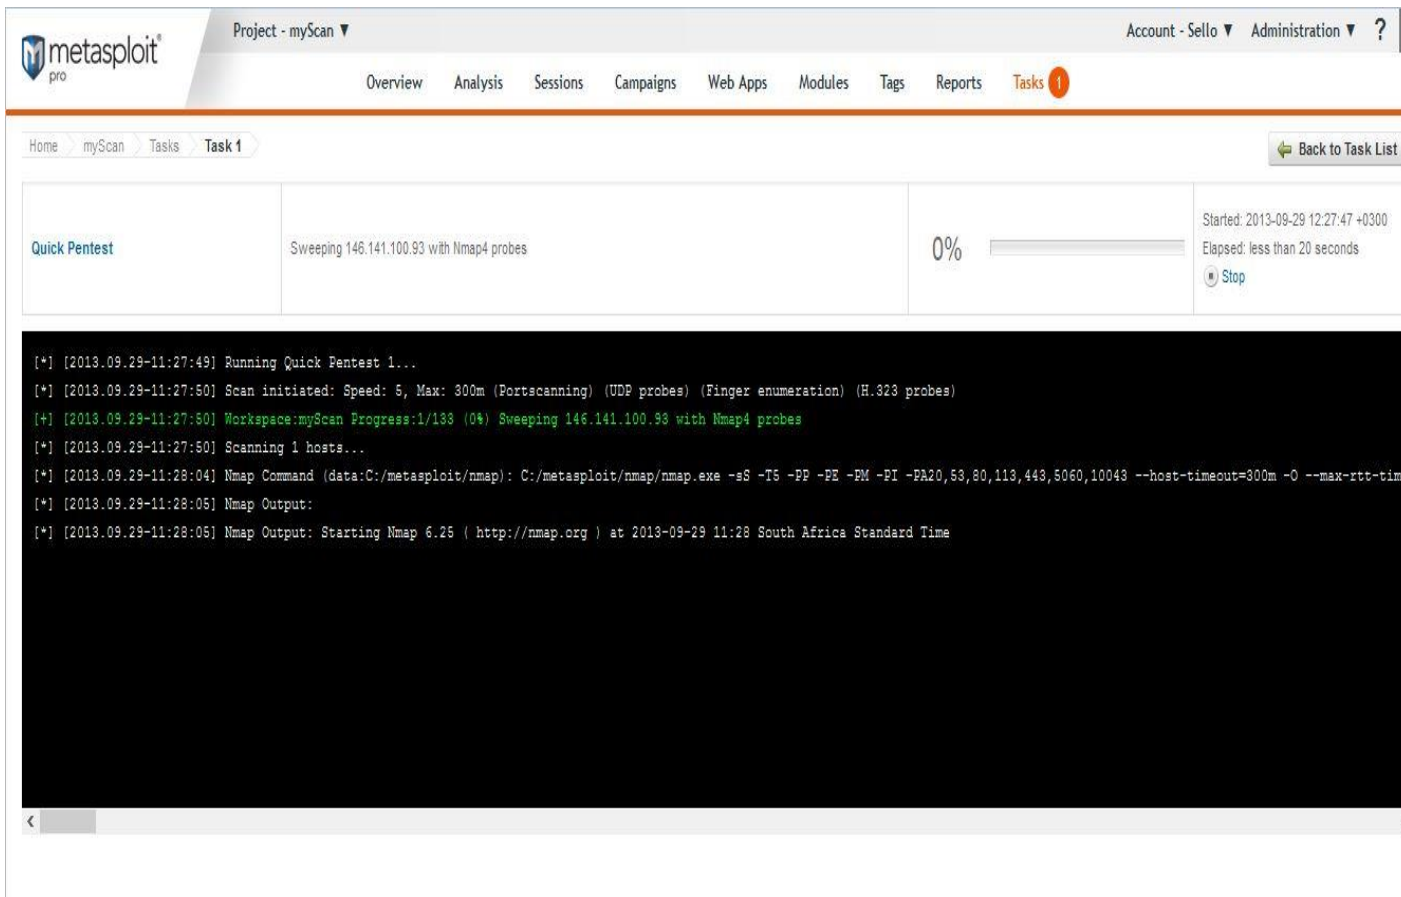 metasploit®
pro
Project - myScan ▼
Account - Sello ▼ Administration ▼ ?
Overview Analysis Sessions Campaigns Web Apps Modules Tags Reports Tasks 1
Home myScan Tasks Task 1
Back to Task List
Quick Pentest
Sweeping 146.141.100.93 with Nmap4 probes
0%
Started: 2013-09-29 12:27:47 +0300
Elapsed: less than 20 seconds
Stop
[*] [2013.09.29-11:27:49] Running Quick Pentest 1...
[*] [2013.09.29-11:27:50] Scan initiated: Speed: 5, Max: 300m (Portscanning) (UDP probes) (Finger enumeration) (H.323 probes)
[+] [2013.09.29-11:27:50] Workspace:myScan Progress:1/133 (0%) Sweeping 146.141.100.93 with Nmap4 probes
[*] [2013.09.29-11:27:50] Scanning 1 hosts...
[*] [2013.09.29-11:28:04] Nmap Command (data:C:/metasploit/nmap): C:/metasploit/nmap/nmap.exe -sS -T5 -PP -PE -PM -PI -PA20,53,80,113,443,5060,10043 --host-timeout=300m -O --max-rtt-tim
[*] [2013.09.29-11:28:05] Nmap Output:
[*] [2013.09.29-11:28:05] Nmap Output: Starting Nmap 6.25 ( http://nmap.org ) at 2013-09-29 11:28 South Africa Standard Time